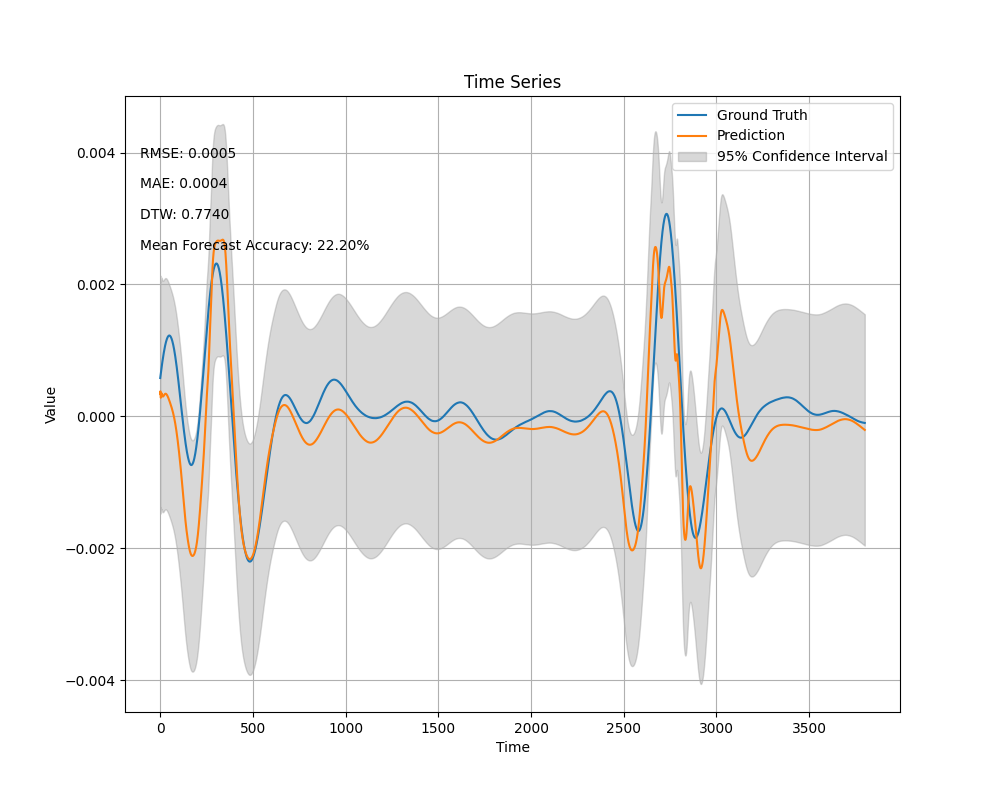 Time Series
Ground Truth
Prediction
95% Confidence Interval
RMSE: 0.0005
MAE: 0.0004
DTW: 0.7740
Mean Forecast Accuracy: 22.20%
Value
0.004
0.002
0.000
−0.002
−0.004
0 500 1000 1500 2000 2500 3000 3500
Time